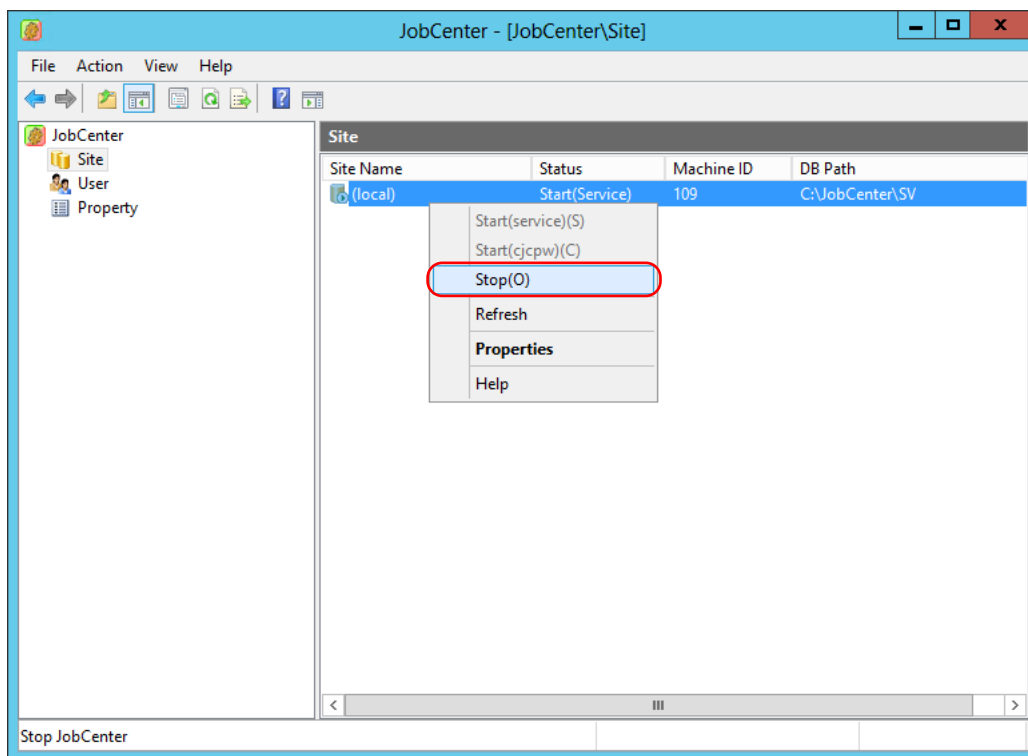 JobCenter - [JobCenter\Site]
File Action View Help
JobCenter
Site
User
Property
Site
Site Name Status Machine ID DB Path
(local) Start(Service) 109 C:\JobCenter\SV
Start(service)(S)
Start(cjcpw)(C)
Stop(O)
Refresh
Properties
Help
Stop JobCenter